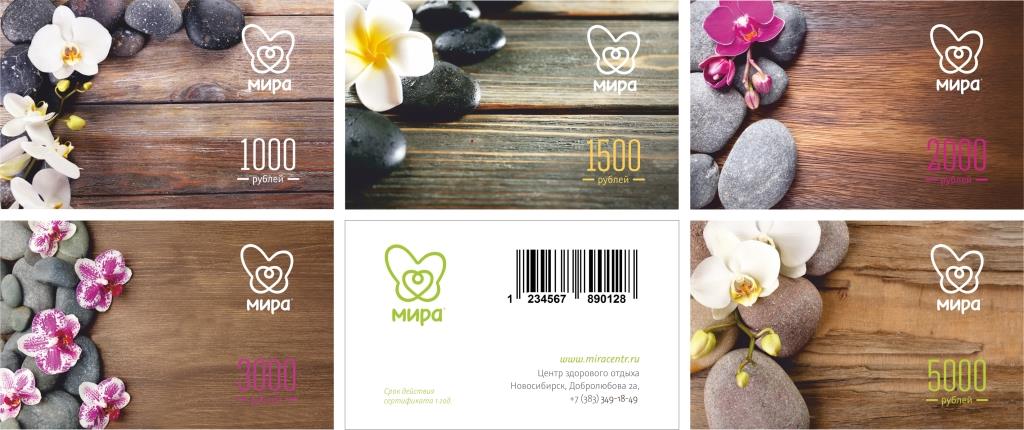 мира
1000
рублей
мира
1500
рублей
мира
2000
рублей
мира
3000
рублей
мира
1 234567 890128
www.miracentr.ru
Центр здорового отдыха
Новосибирск, Добролюбова 2а,
+7 (383) 349-18-49
Срок действия
сертификата 1 год.
мира
5000
рублей